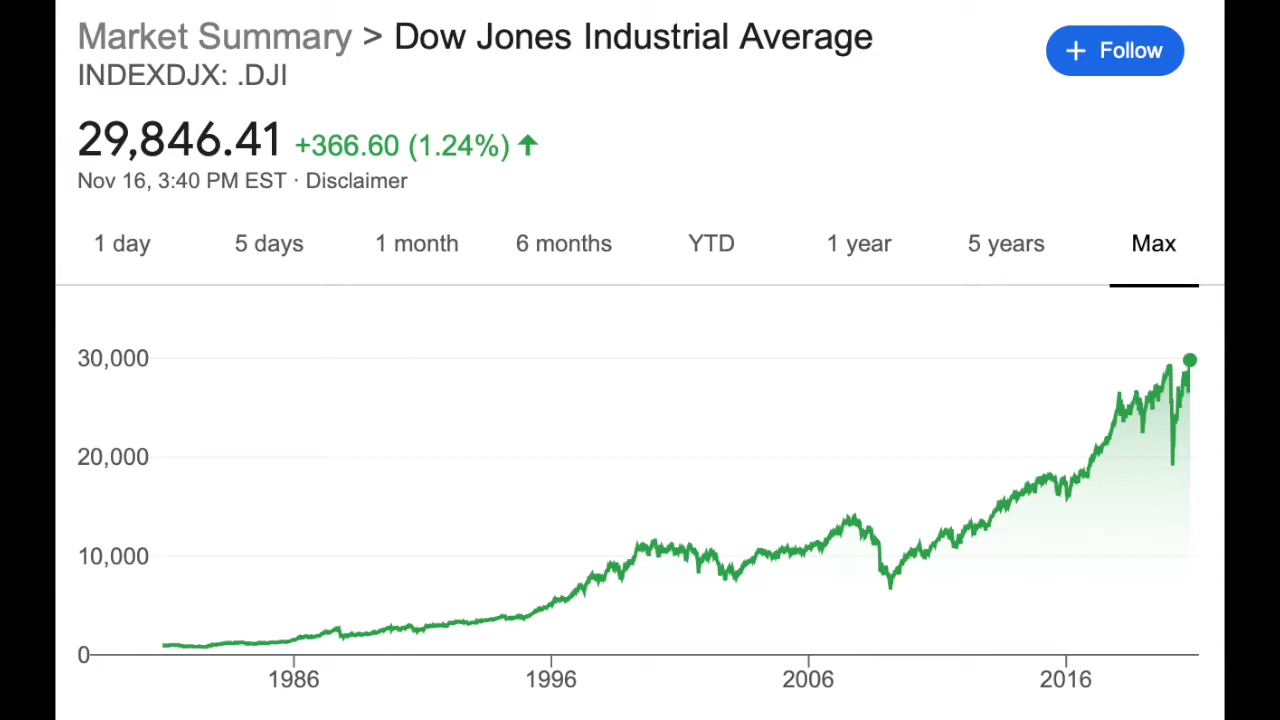 Market Summary > Dow Jones Industrial Average
INDEXDJX: .DJI
+ Follow
29,846.41 +366.60 (1.24%) ↑
Nov 16, 3:40 PM EST · Disclaimer
1 day 5 days 1 month 6 months YTD 1 year 5 years Max
30,000
20,000
10,000
0
1986 1996 2006 2016